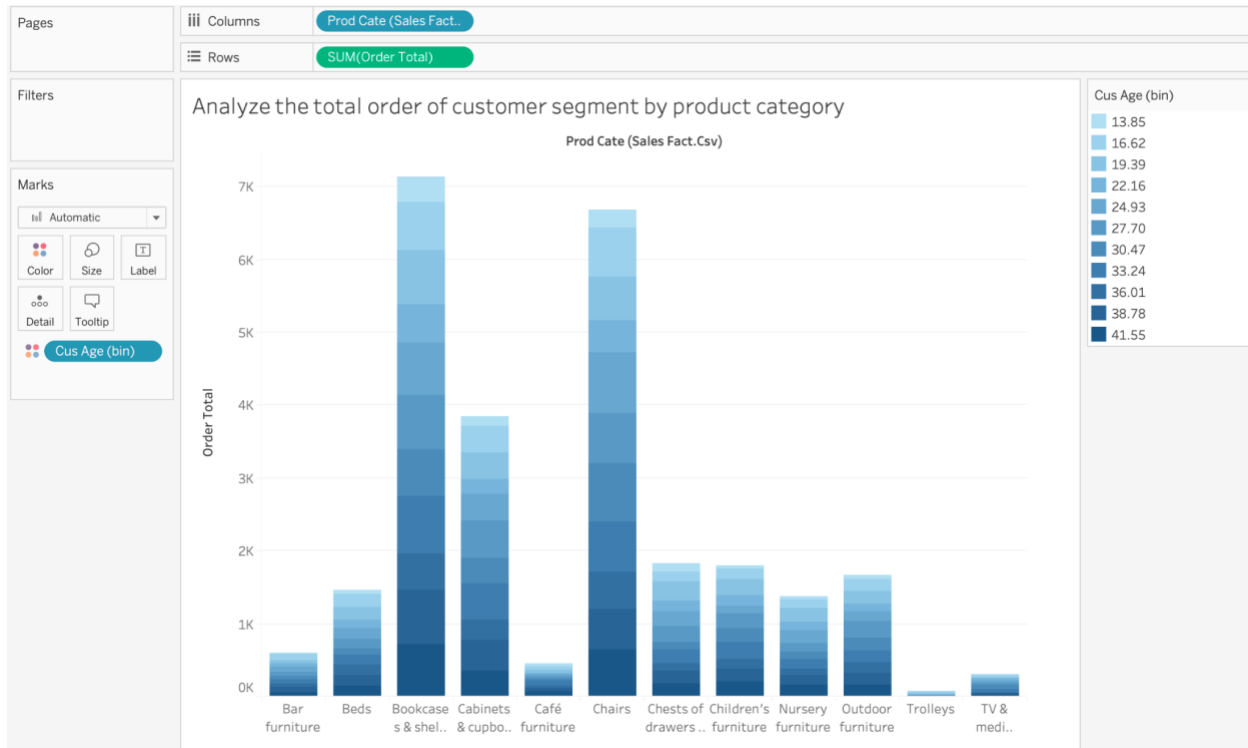 Pages
Columns
Prod Cate (Sales Fact..
Rows
SUM(Order Total)
Filters
Marks
Automatic
Color
Size
T
Label
Detail
Tooltip
Cus Age (bin)
Analyze the total order of customer segment by product category
Prod Cate (Sales Fact.Csv)
Order Total
7K
6K
5K
4K
3K
2K
1K
0K
Bar
furniture
Beds
Bookcase
s & shel..
Cabinets
& cupbo..
Café
furniture
Chairs
Chests of
drawers ..
Children's
furniture
Nursery
furniture
Outdoor
furniture
Trolleys
TV &
medi..
Cus Age (bin)
13.85
16.62
19.39
22.16
24.93
27.70
30.47
33.24
36.01
38.78
41.55